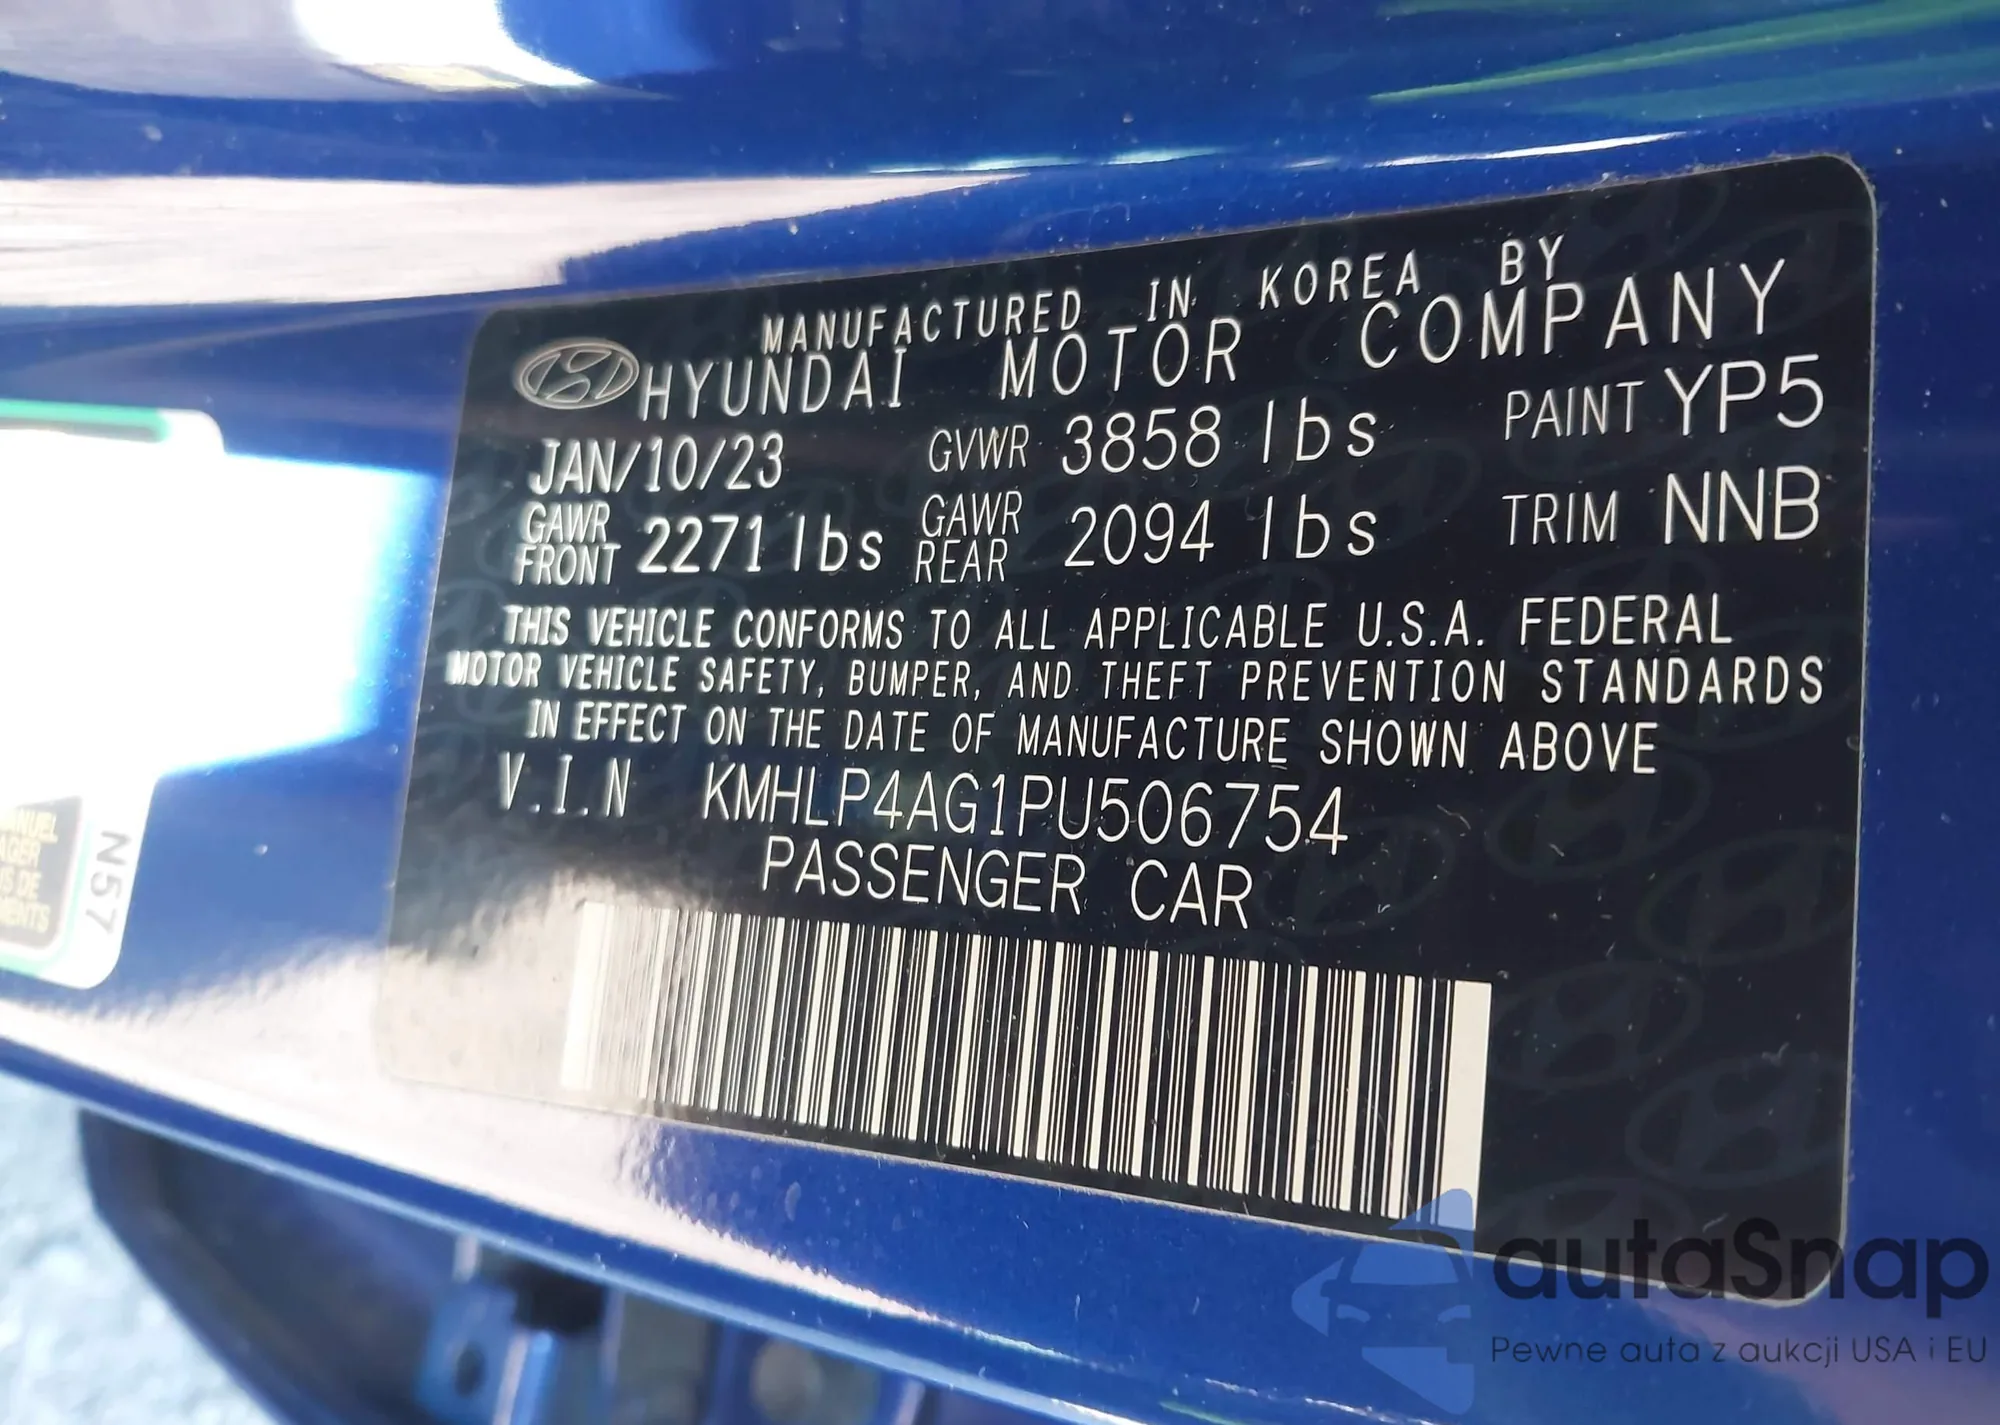 MANUFACTURED IN KOREA BY
HYUNDAI MOTOR COMPANY
JAN/10/23 GVWR 3858 lbs PAINT YP5
GAWR FRONT 2271 lbs GAWR REAR 2094 lbs TRIM NNB
THIS VEHICLE CONFORMS TO ALL APPLICABLE U.S.A. FEDERAL
MOTOR VEHICLE SAFETY, BUMPER, AND THEFT PREVENTION STANDARDS
IN EFFECT ON THE DATE OF MANUFACTURE SHOWN ABOVE
V.I.N KMHLP4AG1PU506754
PASSENGER CAR
N57
autaSnap
Pewne auta z aukcji USA i EU